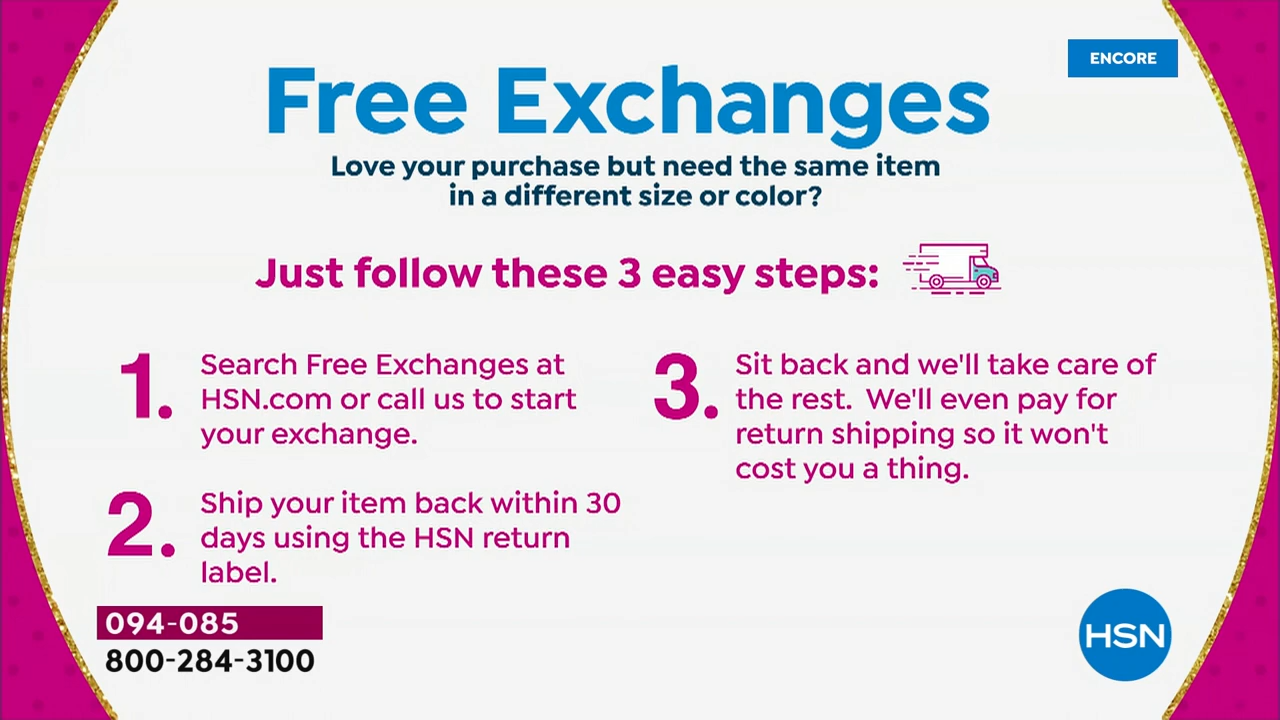 ENCORE
Free Exchanges
Love your purchase but need the same item
in a different size or color?
Just follow these 3 easy steps:
1.
Search Free Exchanges at
HSN.com or call us to start
your exchange.
2.
Ship your item back within 30
days using the HSN return
label.
3.
Sit back and we'll take care of
the rest.  We'll even pay for
return shipping so it won't
cost you a thing.
094-085
800-284-3100
HSN